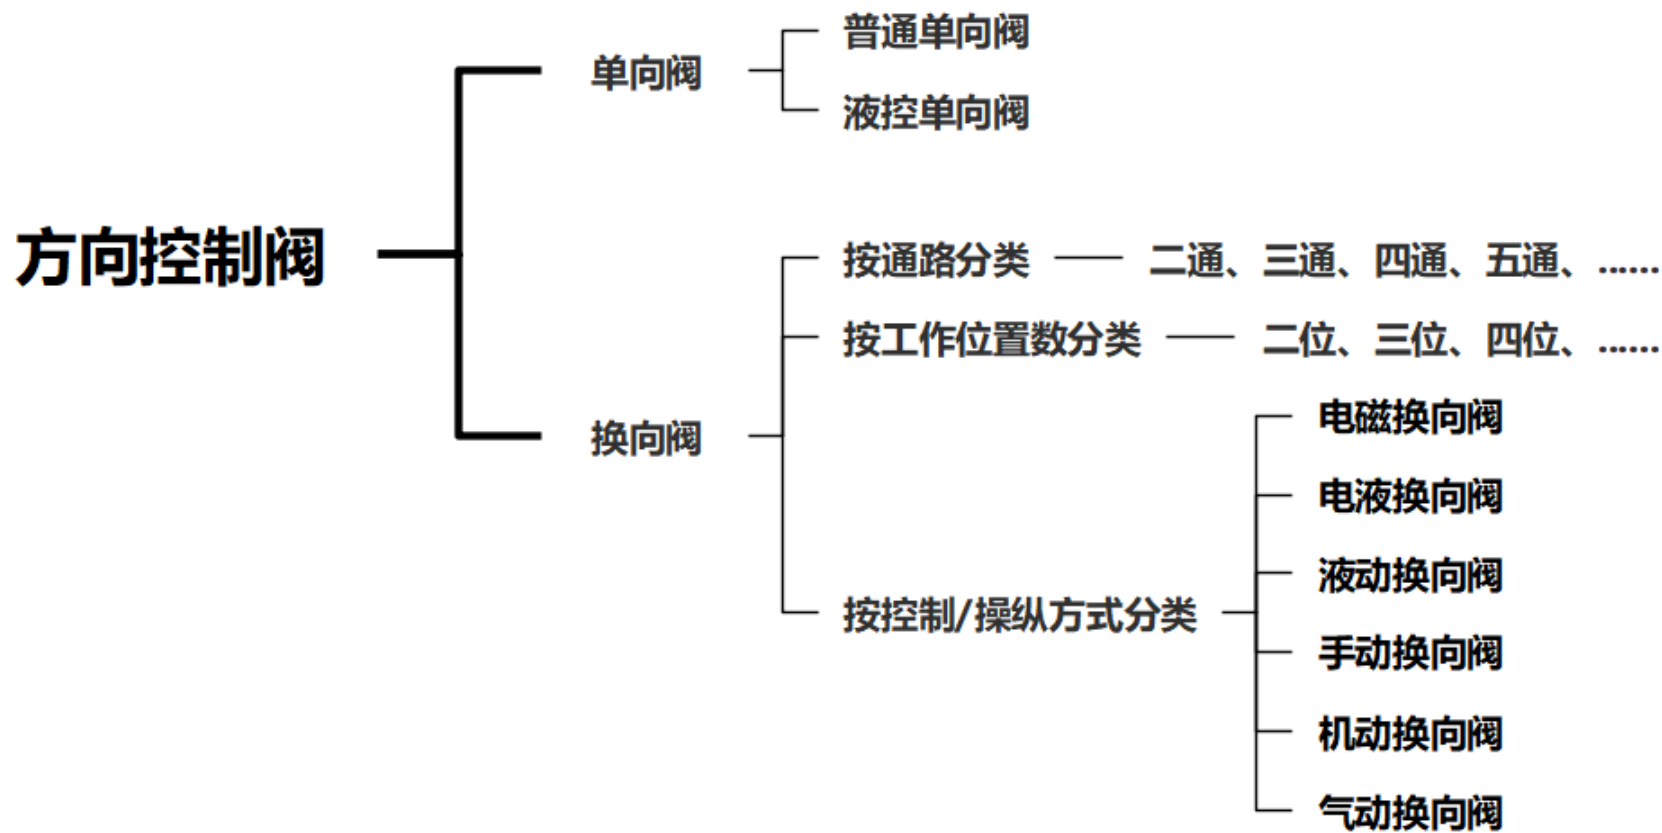 方向控制阀
单向阀
普通单向阀
液控单向阀
换向阀
按通路分类
二通、三通、四通、五通、......
按工作位置数分类
二位、三位、四位、......
按控制/操纵方式分类
电磁换向阀
电液换向阀
液动换向阀
手动换向阀
机动换向阀
气动换向阀